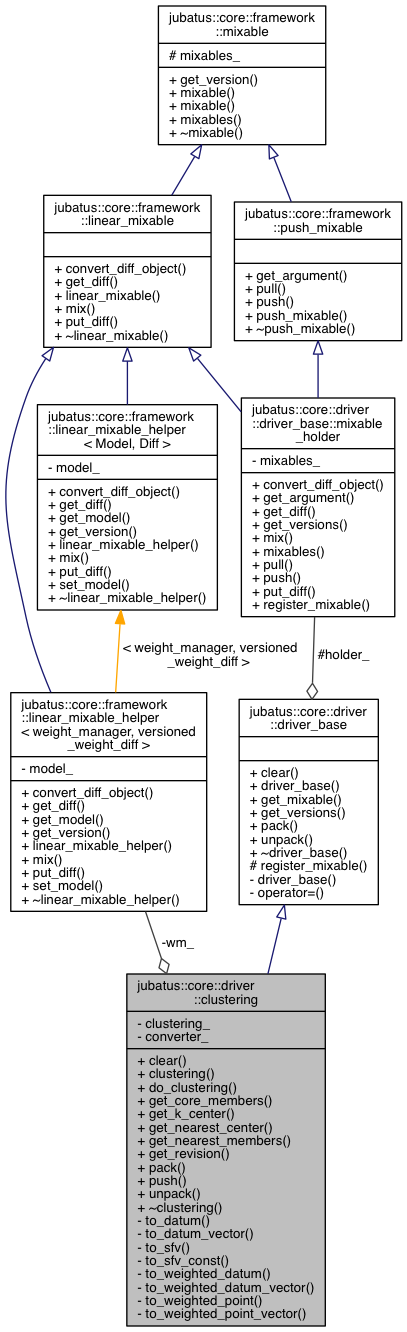 jubatus::core::framework
::mixable
# mixables_
+ get_version()
+ mixable()
+ mixable()
+ mixables()
+ ~mixable()
jubatus::core::framework
::linear_mixable
+ convert_diff_object()
+ get_diff()
+ linear_mixable()
+ mix()
+ put_diff()
+ ~linear_mixable()
jubatus::core::framework
::push_mixable
+ get_argument()
+ pull()
+ push()
+ push_mixable()
+ ~push_mixable()
jubatus::core::framework
::linear_mixable_helper
< Model, Diff >
- model_
+ convert_diff_object()
+ get_diff()
+ get_model()
+ get_version()
+ linear_mixable_helper()
+ mix()
+ put_diff()
+ set_model()
+ ~linear_mixable_helper()
jubatus::core::driver
::driver_base::mixable
_holder
- mixables_
+ convert_diff_object()
+ get_argument()
+ get_diff()
+ get_versions()
+ mix()
+ mixables()
+ pull()
+ push()
+ put_diff()
+ register_mixable()
< weight_manager, versioned
_weight_diff >
#holder_
jubatus::core::framework
::linear_mixable_helper
< weight_manager, versioned
_weight_diff >
- model_
+ convert_diff_object()
+ get_diff()
+ get_model()
+ get_version()
+ linear_mixable_helper()
+ mix()
+ put_diff()
+ set_model()
+ ~linear_mixable_helper()
jubatus::core::driver
::driver_base
+ clear()
+ driver_base()
+ get_mixable()
+ get_versions()
+ pack()
+ unpack()
+ ~driver_base()
# register_mixable()
- driver_base()
- operator=()
-wm_
jubatus::core::driver
::clustering
- clustering_
- converter_
+ clear()
+ clustering()
+ do_clustering()
+ get_core_members()
+ get_k_center()
+ get_nearest_center()
+ get_nearest_members()
+ get_revision()
+ pack()
+ push()
+ unpack()
+ ~clustering()
- to_datum()
- to_datum_vector()
- to_sfv()
- to_sfv_const()
- to_weighted_datum()
- to_weighted_datum_vector()
- to_weighted_point()
- to_weighted_point_vector()